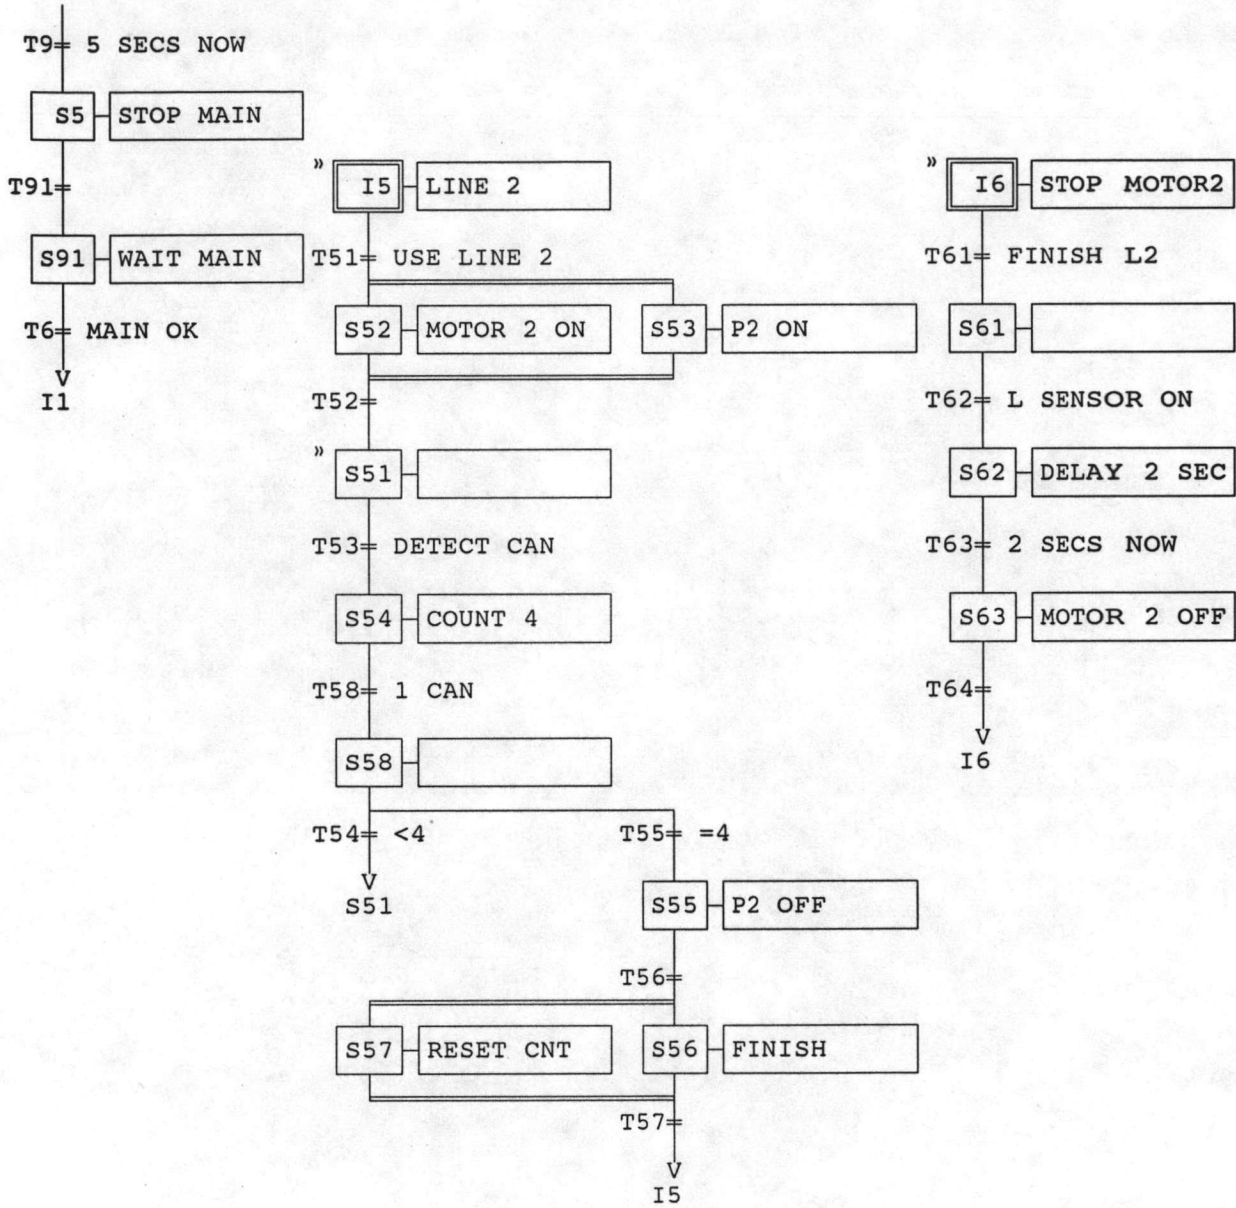 T9 5 SECS NOW
S5 STOP MAIN
T91
S91 WAIT MAIN
T6 MAIN OK
V
I1
» I5 LINE 2
T51 USE LINE 2
S52 MOTOR 2 ON S53 P2 ON
T52
» S51
T53 DETECT CAN
S54 COUNT 4
T58 1 CAN
S58
T54 <4 T55 =4
V
S51 S55 P2 OFF
T56
S57 RESET CNT S56 FINISH
T57
V
I5
» I6 STOP MOTOR2
T61 FINISH L2
S61
T62 L SENSOR ON
S62 DELAY 2 SEC
T63 2 SECS NOW
S63 MOTOR 2 OFF
T64
V
I6